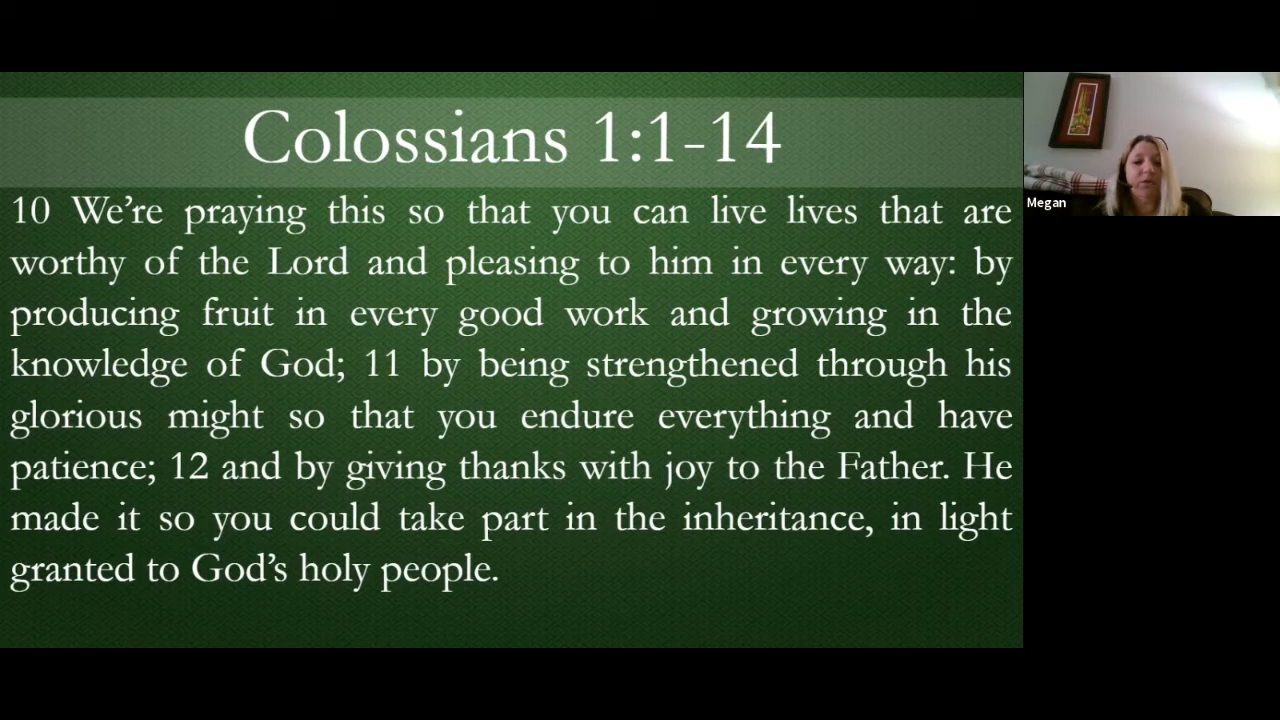 Colossians 1:1-14
10 We’re praying this so that you can live lives that are
worthy of the Lord and pleasing to him in every way: by
producing fruit in every good work and growing in the
knowledge of God; 11 by being strengthened through his
glorious might so that you endure everything and have
patience; 12 and by giving thanks with joy to the Father. He
made it so you could take part in the inheritance, in light
granted to God’s holy people.
Megan